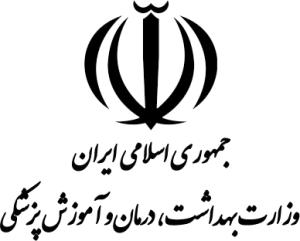 جمهوری اسلامی ایران
وزارت بهداشت، درمان و آموزش پزشکی